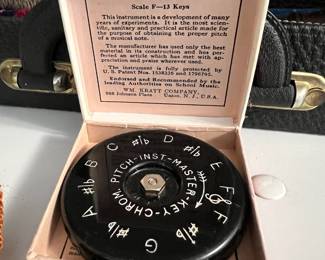 Scale F—13 Keys
This instrument is a development of many
years of experiments. It is the most scien-
tific, sanitary and practical article made for
the purpose of obtaining the proper pitch
of a musical note.
The manufacturer has used only the best
material in its construction and has per-
fected an article which has met with ap-
preciation and praise wherever used.
The instrument is fully protected by
U. S. Patent Nos. 1538326 and 1790701.
Endorsed and Recommended by the
leading Authorities on School Music.
WM. KRATT COMPANY,
988 Johnson Place Union, N. J., U.S.A.
MASTER-KEY-CHROM. PITCH-INST-
F
F
♯/b
G
♯/b
A
♯/b
B
C
♯/b
D
♯/b
E